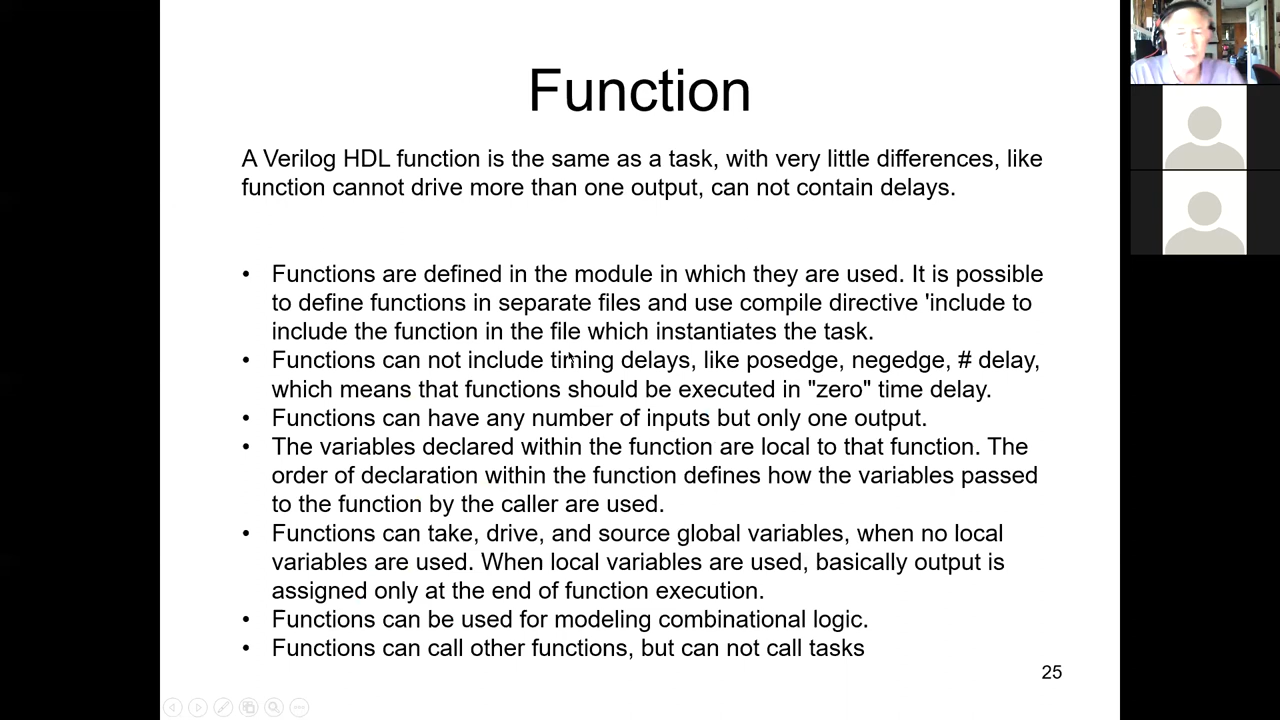 Function
A Verilog HDL function is the same as a task, with very little differences, like
function cannot drive more than one output, can not contain delays.
• Functions are defined in the module in which they are used. It is possible
to define functions in separate files and use compile directive 'include to
include the function in the file which instantiates the task.
• Functions can not include timing delays, like posedge, negedge, # delay,
which means that functions should be executed in "zero" time delay.
• Functions can have any number of inputs but only one output.
• The variables declared within the function are local to that function. The
order of declaration within the function defines how the variables passed
to the function by the caller are used.
• Functions can take, drive, and source global variables, when no local
variables are used. When local variables are used, basically output is
assigned only at the end of function execution.
• Functions can be used for modeling combinational logic.
• Functions can call other functions, but can not call tasks
25